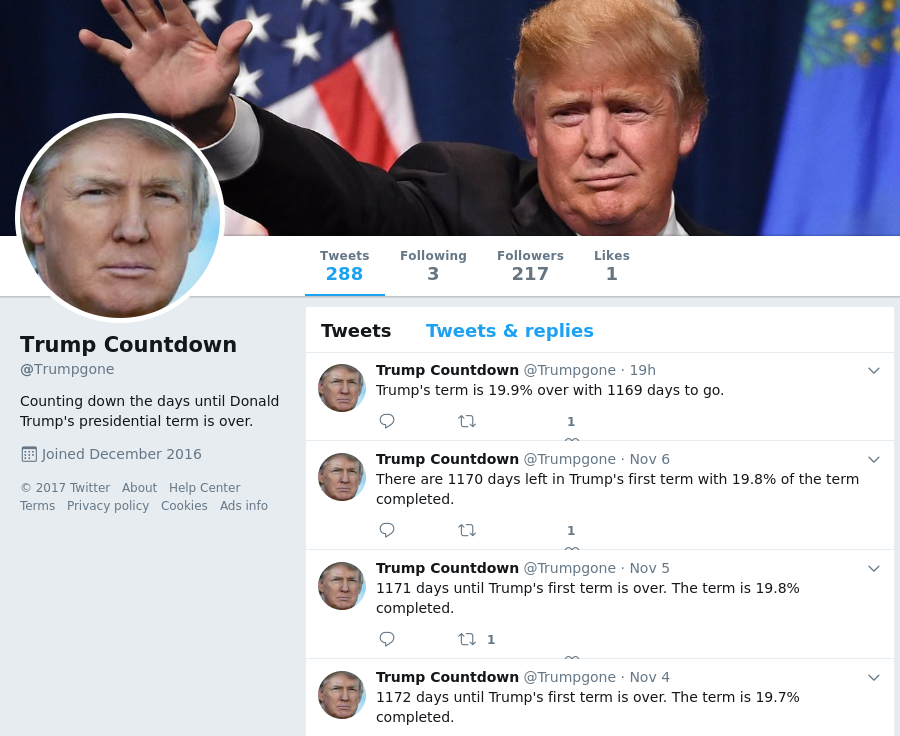 Tweets
288
Following
3
Followers
217
Likes
1
Trump Countdown
@Trumpgone
Counting down the days until Donald
Trump's presidential term is over.
Joined December 2016
© 2017 Twitter About Help Center
Terms Privacy policy Cookies Ads info
Tweets Tweets & replies
Trump Countdown @Trumpgone · 19h
Trump's term is 19.9% over with 1169 days to go.
1
Trump Countdown @Trumpgone · Nov 6
There are 1170 days left in Trump's first term with 19.8% of the term
completed.
1
Trump Countdown @Trumpgone · Nov 5
1171 days until Trump's first term is over. The term is 19.8%
completed.
1
Trump Countdown @Trumpgone · Nov 4
1172 days until Trump's first term is over. The term is 19.7%
completed.